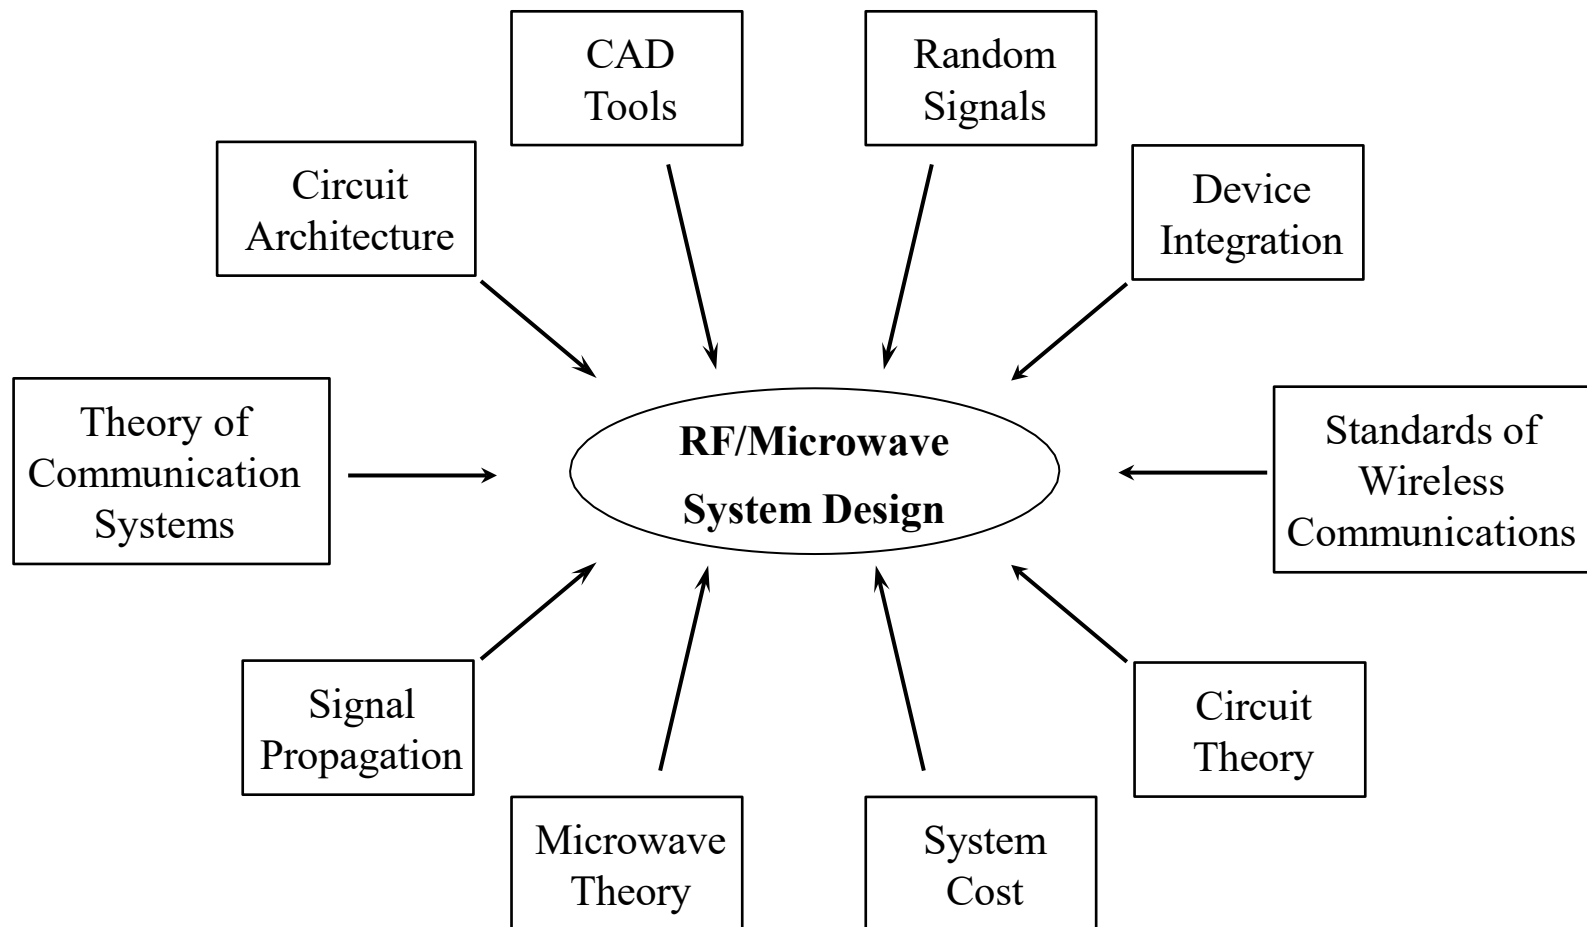 CAD
Tools
Random
Signals
Circuit
Architecture
Device
Integration
Theory of
Communication
Systems
RF/Microwave
System Design
Standards of
Wireless
Communications
Signal
Propagation
Circuit
Theory
Microwave
Theory
System
Cost